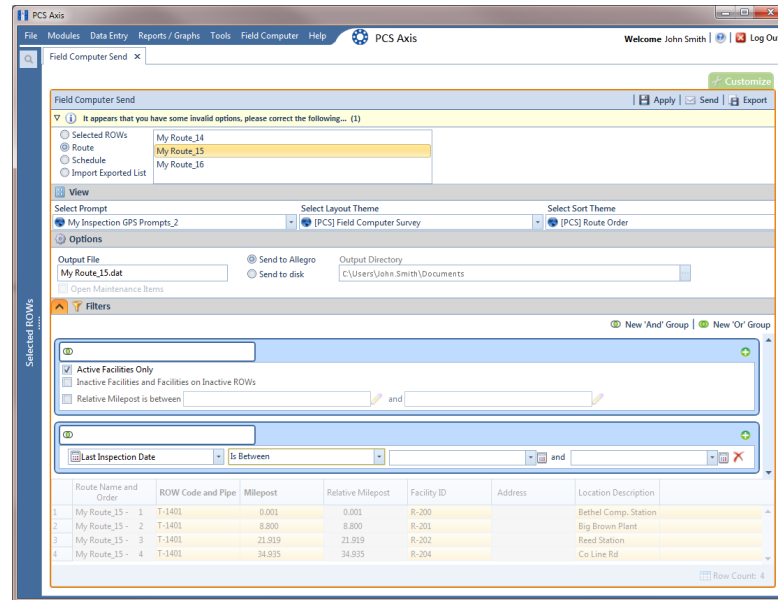 PCS Axis
File Modules Data Entry Reports / Graphs Tools Field Computer Help PCS Axis Welcome John Smith | Log Ou
Field Computer Send
Customize
Field Computer Send | Apply | Send | Export
It appears that you have some invalid options, please correct the following... (1)
Selected ROWs
Route
Schedule
Import Exported List
My Route_14
My Route_15
My Route_16
View
Select Prompt Select Layout Theme Select Sort Theme
My Inspection GPS Prompts_2 [PCS] Field Computer Survey [PCS] Route Order
Options
Output File Send to Allegro Output Directory
My Route_15.dat Send to disk C:\Users\John.Smith\Documents
Open Maintenance Items
Filters
New 'And' Group | New 'Or' Group
Selected ROWs
Active Facilities Only
Inactive Facilities and Facilities on Inactive ROWs
Relative Milepost is between and
Last Inspection Date Is Between and
Route Name and Order ROW Code and Pipe Milepost Relative Milepost Facility ID Address Location Description
1 My Route_15 - 1 T-1401 0.001 0.001 R-200 Bethel Comp. Station
2 My Route_15 - 2 T-1401 8.800 8.800 R-201 Big Brown Plant
3 My Route_15 - 3 T-1401 21.919 21.919 R-202 Reed Station
4 My Route_15 - 4 T-1401 34.935 34.935 R-204 Co Line Rd
Row Count: 4